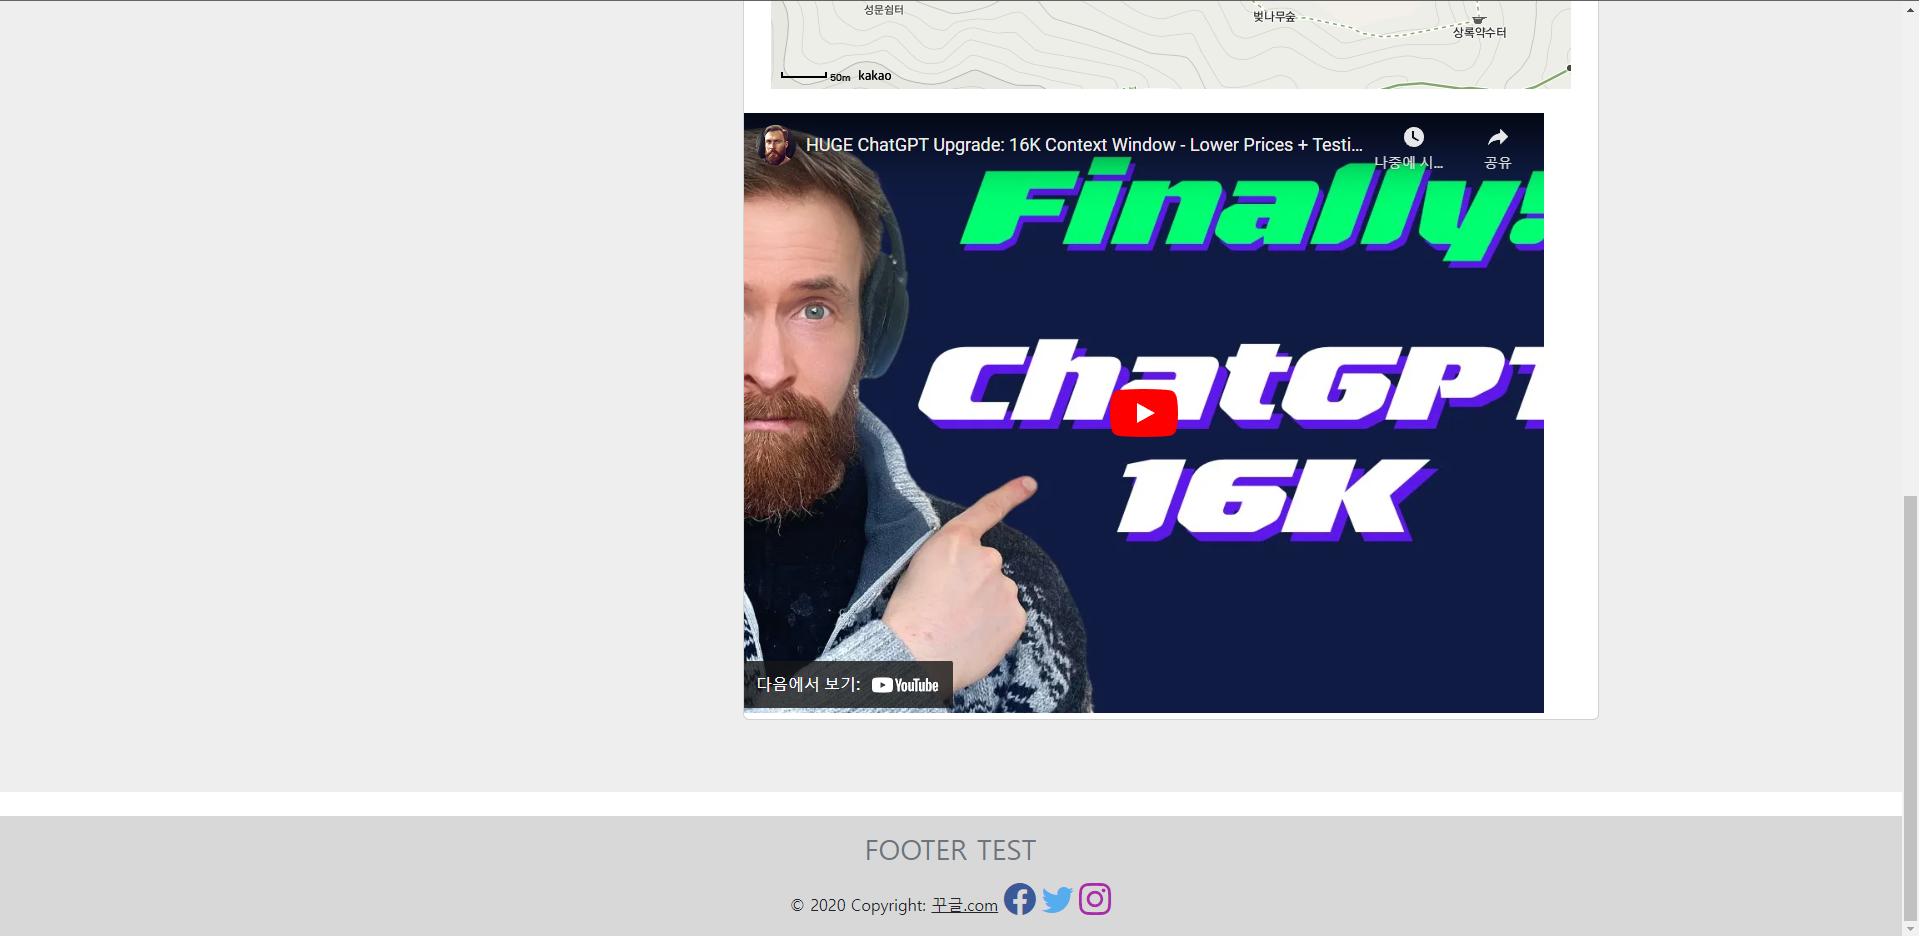 성문쉼터
벚나무숲
상록약수터
50m kakao
HUGE ChatGPT Upgrade: 16K Context Window - Lower Prices + Testi...
나중에 시...
공유
Finally!
ChatGPT
16K
다음에서 보기: YouTube
FOOTER TEST
© 2020 Copyright: 꾸글.com